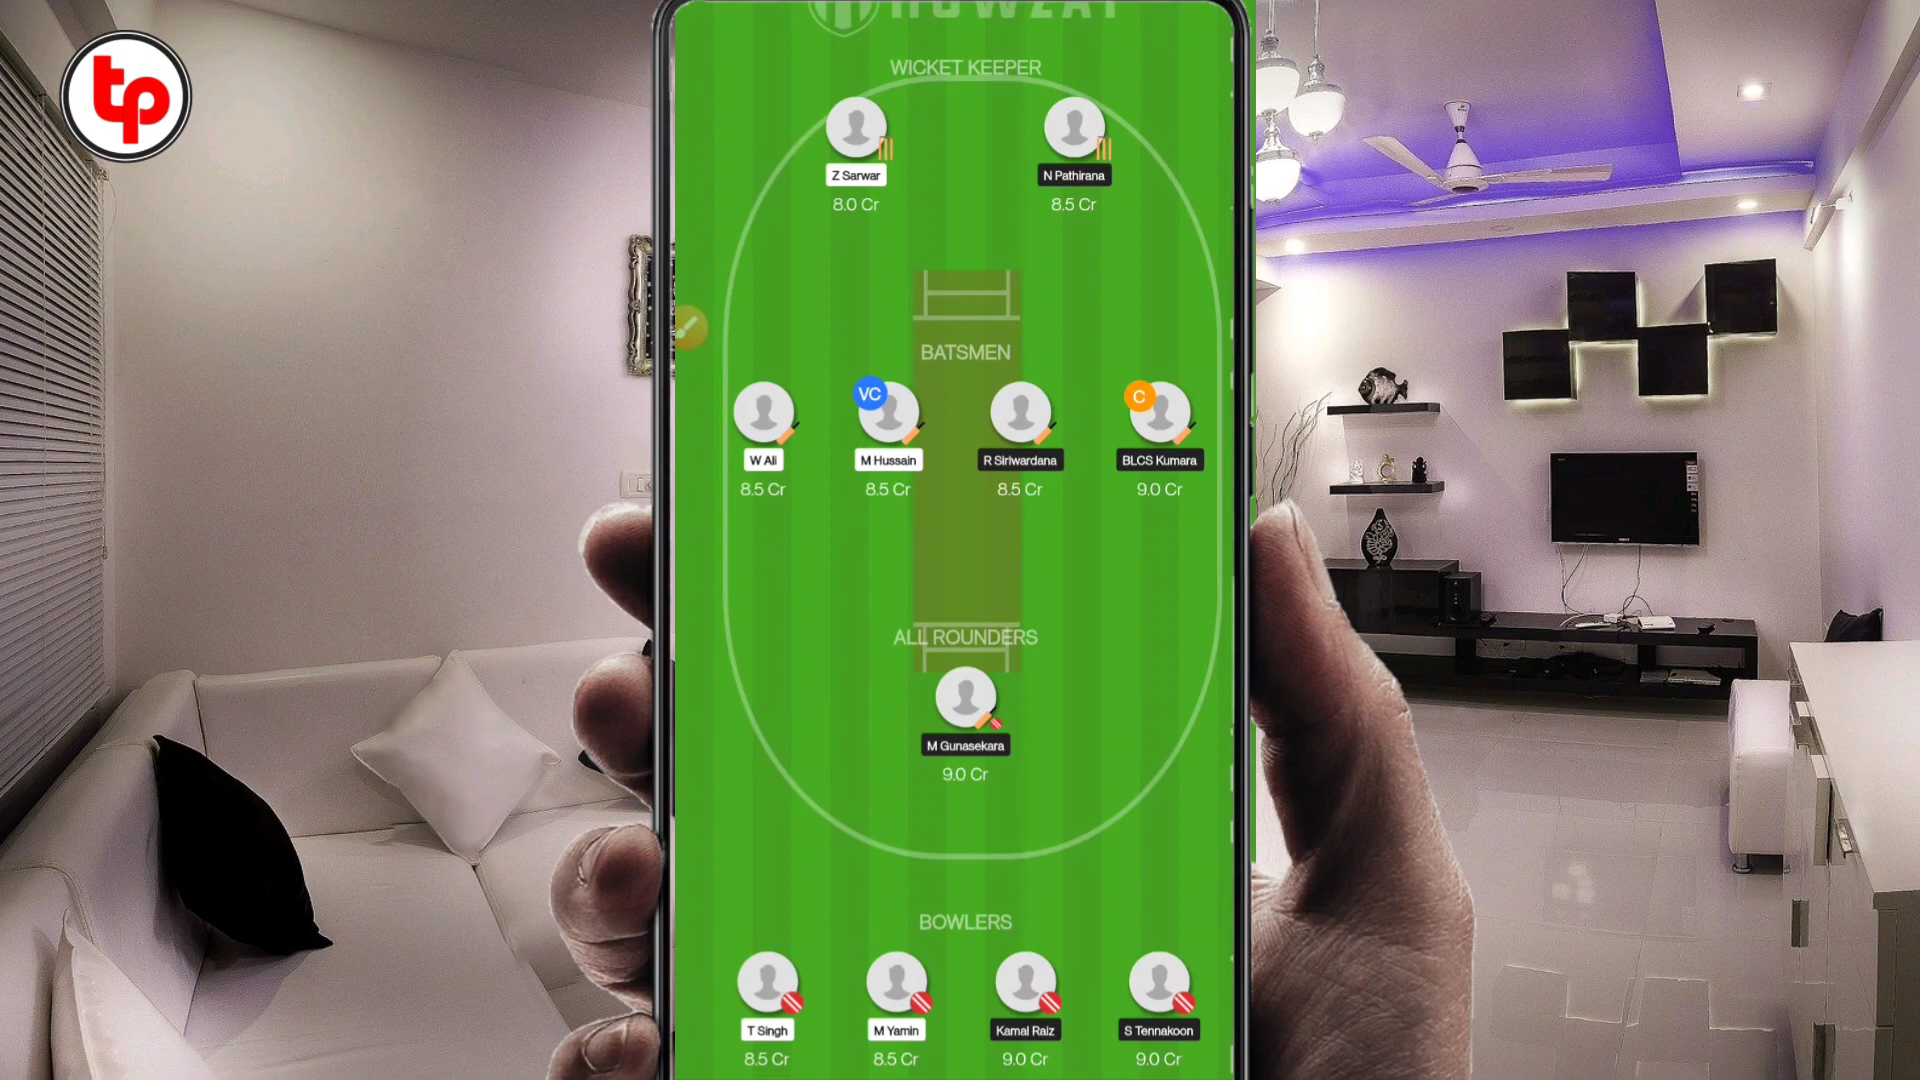 tp
HOWZAT
WICKET KEEPER
Z Sarwar
N Pathirana
8.0 Cr
8.5 Cr
BATSMEN
VC
C
W Ali
M Hussain
R Siriwardana
BLCS Kumara
8.5 Cr
8.5 Cr
8.5 Cr
9.0 Cr
ALL ROUNDERS
M Gunasekara
9.0 Cr
BOWLERS
T Singh
M Yamin
Kamal Raiz
S Tennakoon
8.5 Cr
8.5 Cr
9.0 Cr
9.0 Cr